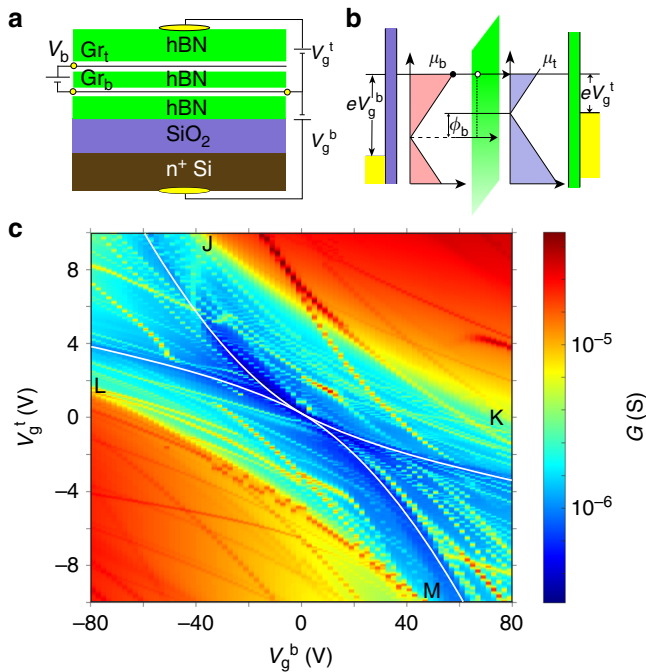 a
b
V_b
Gr_t
Gr_b
hBN
hBN
hBN
SiO₂
n⁺ Si
V_g^t
V_g^b
eV_g^b
μ_b
μ_t
ϕ_b
eV_g^t
c
V_g^t (V)
8
4
0
−4
−8
J
L
K
M
−80
−40
0
40
80
V_g^b (V)
10⁻⁵
10⁻⁶
G (S)